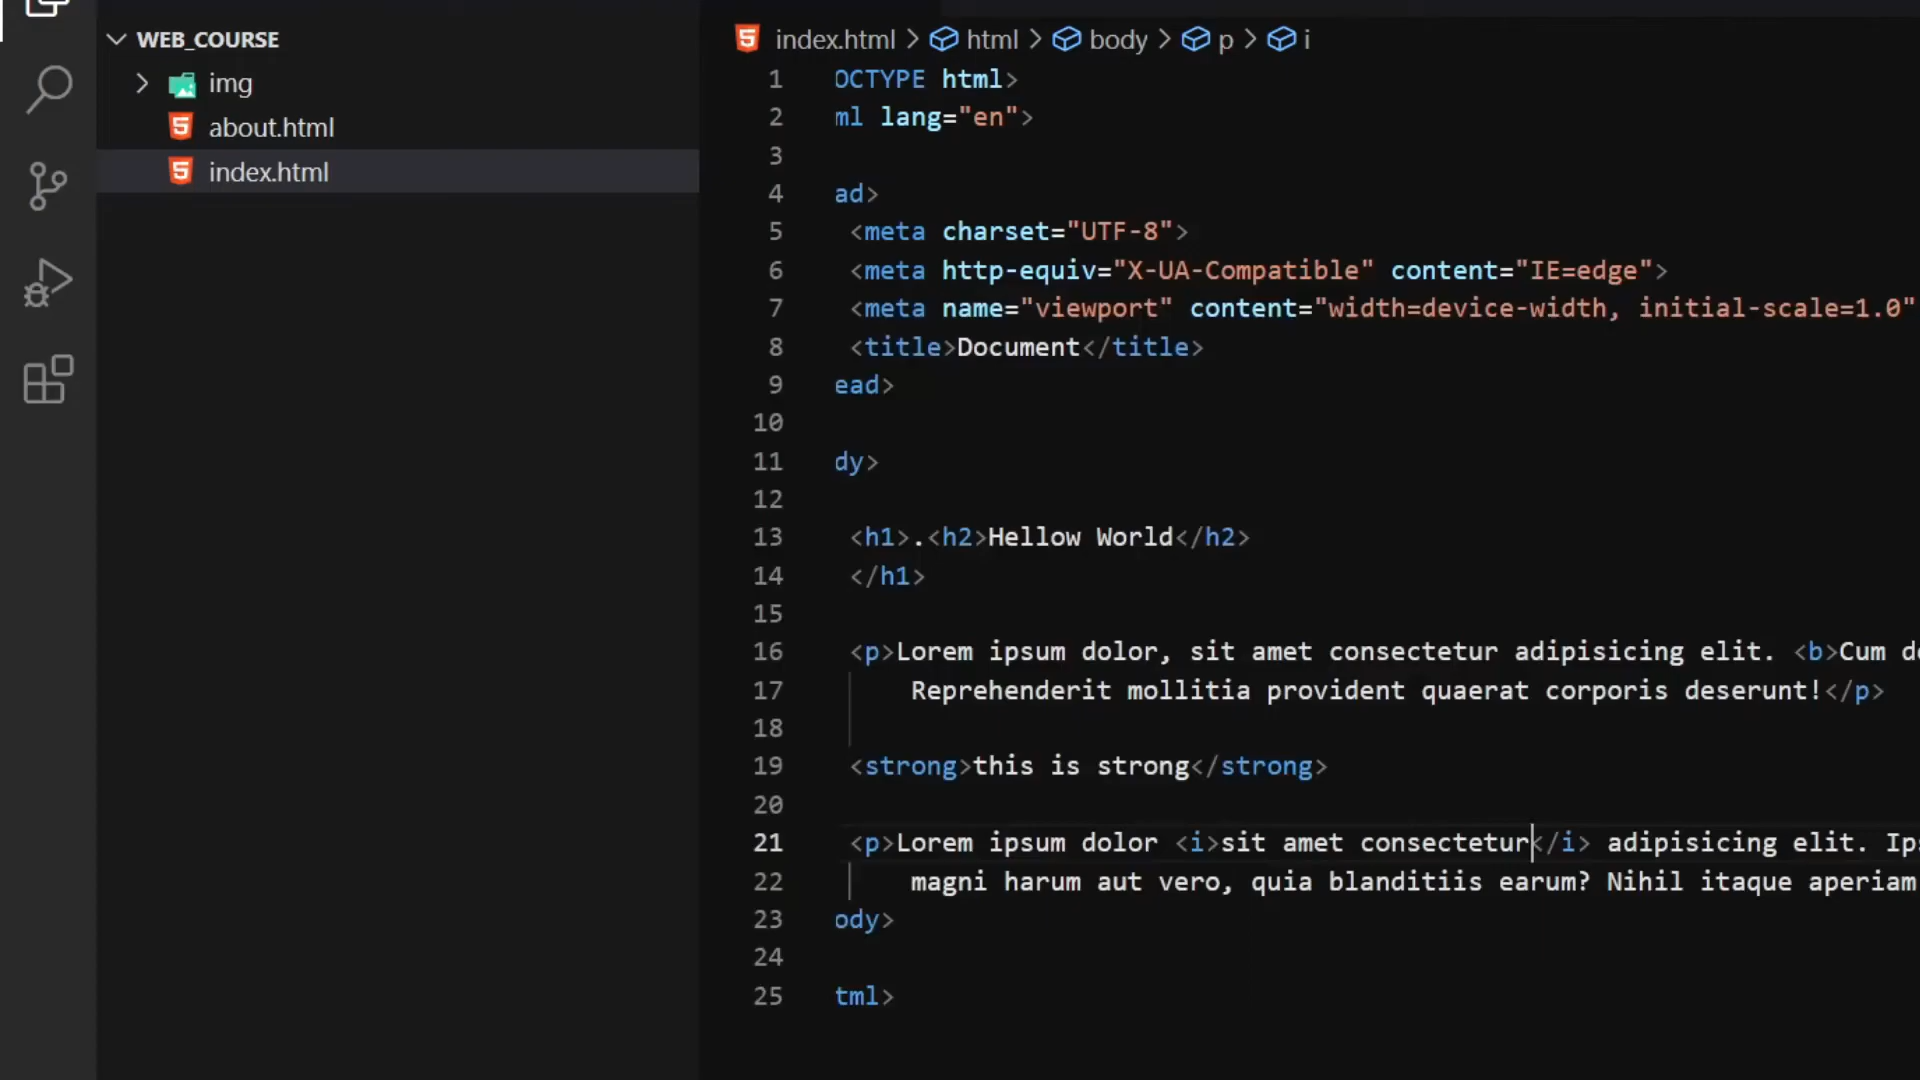 WEB_COURSE
img
about.html
index.html
index.html > html > body > p > i
1 OCTYPE html>
2 ml lang="en">
3
4 ad>
5 <meta charset="UTF-8">
6 <meta http-equiv="X-UA-Compatible" content="IE=edge">
7 <meta name="viewport" content="width=device-width, initial-scale=1.0"
8 <title>Document</title>
9 ead>
10
11 dy>
12
13 <h1>.<h2>Hellow World</h2>
14 </h1>
15
16 <p>Lorem ipsum dolor, sit amet consectetur adipisicing elit. <b>Cum d
17 Reprehenderit mollitia provident quaerat corporis deserunt!</p>
18
19 <strong>this is strong</strong>
20
21 <p>Lorem ipsum dolor <i>sit amet consectetur</i> adipisicing elit. Ips
22 magni harum aut vero, quia blanditiis earum? Nihil itaque aperiam
23 ody>
24
25 tml>